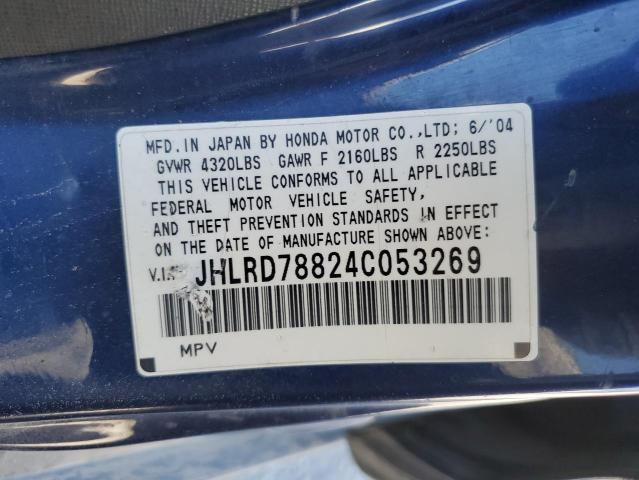 MFD.IN JAPAN BY HONDA MOTOR CO.,LTD; 6/'04
GVWR 4320LBS GAWR F 2160LBS R 2250LBS
THIS VEHICLE CONFORMS TO ALL APPLICABLE
FEDERAL MOTOR VEHICLE SAFETY,
AND THEFT PREVENTION STANDARDS IN EFFECT
ON THE DATE OF MANUFACTURE SHOWN ABOVE:
JHLRD78824C053269
MPV